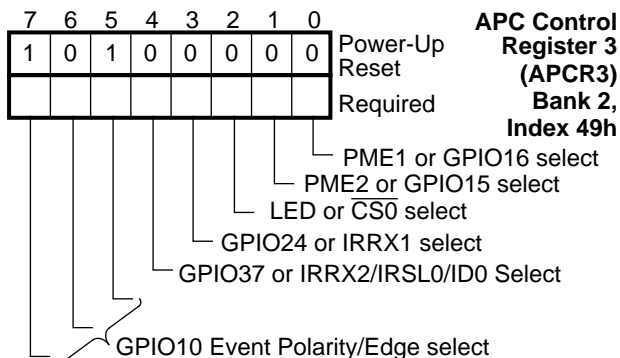 7 6 5 4 3 2 1 0
APC Control
Register 3
(APCR3)
Bank 2,
Index 49h
1 0 1 0 0 0 0 0
Power-Up
Reset
Required
PME1 or GPIO16 select
PME2 or GPIO15 select
LED or CS0 select
GPIO24 or IRRX1 select
GPIO37 or IRRX2/IRSL0/ID0 Select
GPIO10 Event Polarity/Edge select